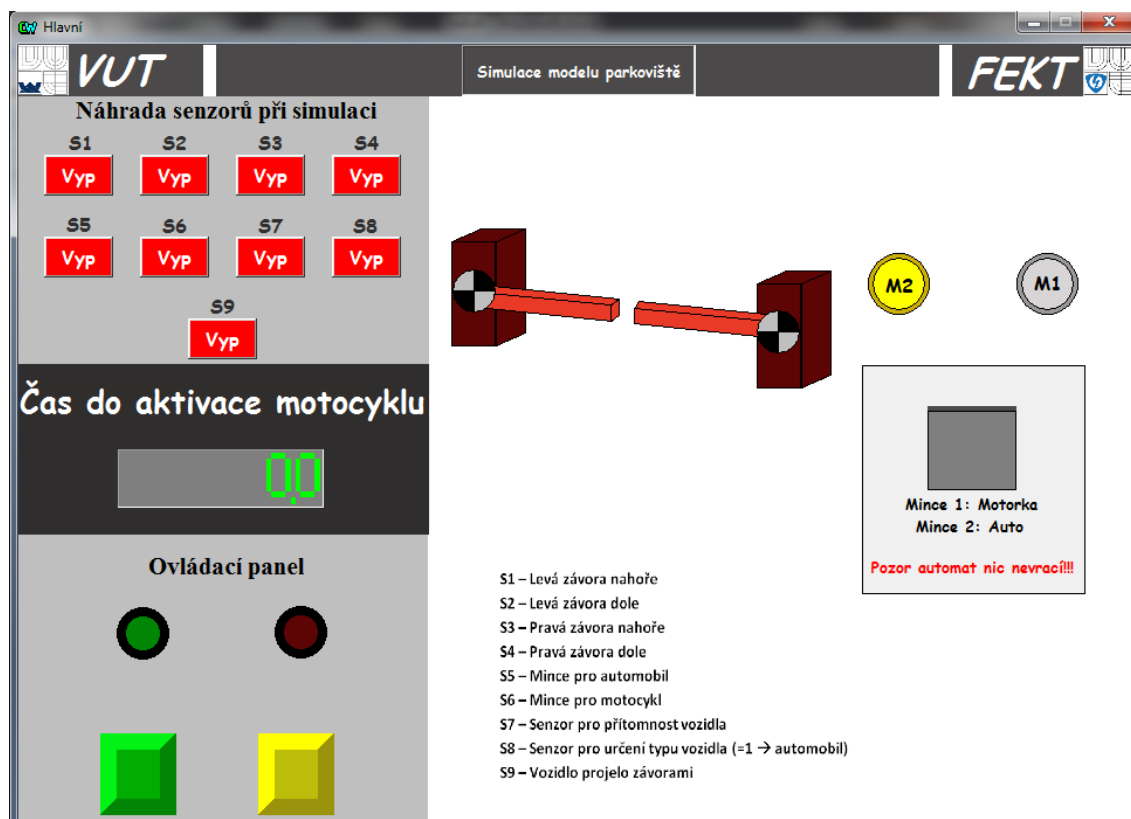 Hlavní
VUT
Simulace modelu parkoviště
FEKT
Náhrada senzorů při simulaci
S1 S2 S3 S4
Vyp Vyp Vyp Vyp
S5 S6 S7 S8
Vyp Vyp Vyp Vyp
S9
Vyp
Čas do aktivace motocyklu
0,0
Ovládací panel
M2 M1
Mince 1: Motorka
Mince 2: Auto
Pozor automat nic nevrací!!!
S1 – Levá závora nahoře
S2 – Levá závora dole
S3 – Pravá závora nahoře
S4 – Pravá závora dole
S5 – Mince pro automobil
S6 – Mince pro motocykl
S7 – Senzor pro přítomnost vozidla
S8 – Senzor pro určení typu vozidla (=1 → automobil)
S9 – Vozidlo projelo závorami